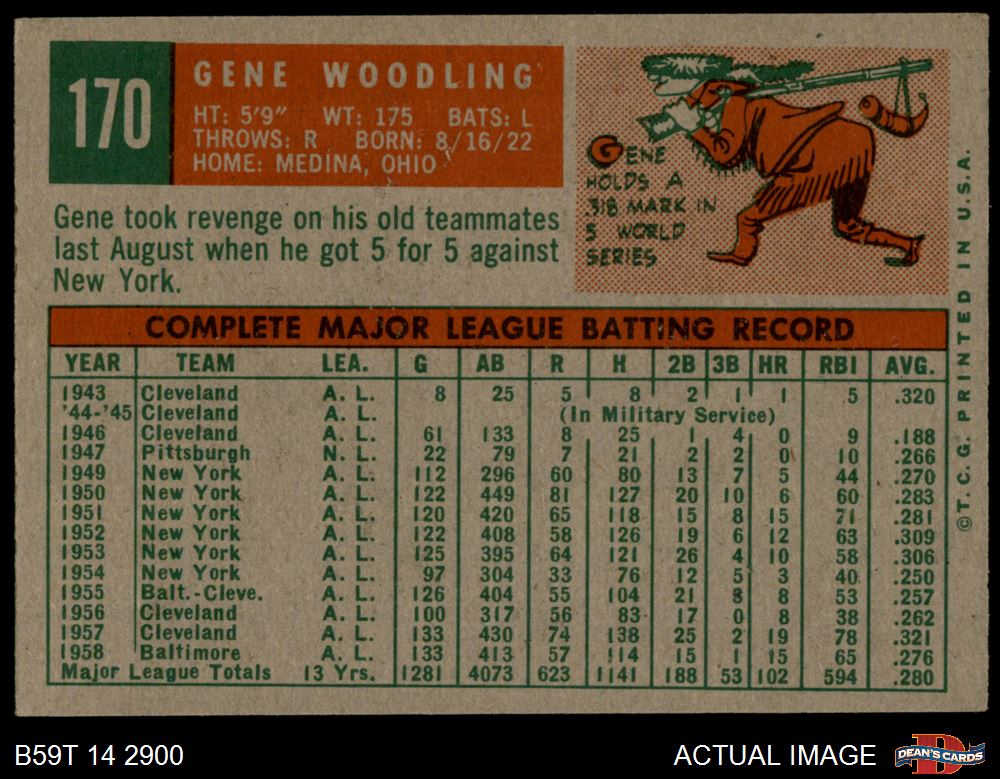 170
GENE WOODLING
HT: 5'9" WT: 175 BATS: L
THROWS: R BORN: 8/16/22
HOME: MEDINA, OHIO
Gene took revenge on his old teammates
last August when he got 5 for 5 against
New York.
GENE
HOLDS A
.318 MARK IN
5 WORLD
SERIES
COMPLETE MAJOR LEAGUE BATTING RECORD
YEAR TEAM LEA. G AB R H 2B 3B HR RBI AVG.
1943 Cleveland A. L. 8 25 5 8 2 1 1 5 .320
'44-'45 Cleveland A. L. (In Military Service)
1946 Cleveland A. L. 61 133 8 25 1 4 0 9 .188
1947 Pittsburgh N. L. 22 79 7 21 2 2 0 10 .266
1949 New York A. L. 112 296 60 80 13 7 5 44 .270
1950 New York A. L. 122 449 81 127 20 10 6 60 .283
1951 New York A. L. 120 420 65 118 15 8 15 71 .281
1952 New York A. L. 122 408 58 126 19 6 12 63 .309
1953 New York A. L. 125 395 64 121 26 4 10 58 .306
1954 New York A. L. 97 304 33 76 12 5 3 40 .250
1955 Balt.-Cleve. A. L. 126 404 55 104 21 3 8 53 .257
1956 Cleveland A. L. 100 317 56 83 17 0 8 38 .262
1957 Cleveland A. L. 133 430 74 138 25 2 19 78 .321
1958 Baltimore A. L. 133 413 57 114 15 1 15 65 .276
Major League Totals 13 Yrs. 1281 4073 623 1141 188 53 102 594 .280
©T.C.G. PRINTED IN U.S.A.
B59T 14 2900
ACTUAL IMAGE
DEAN'S CARDS